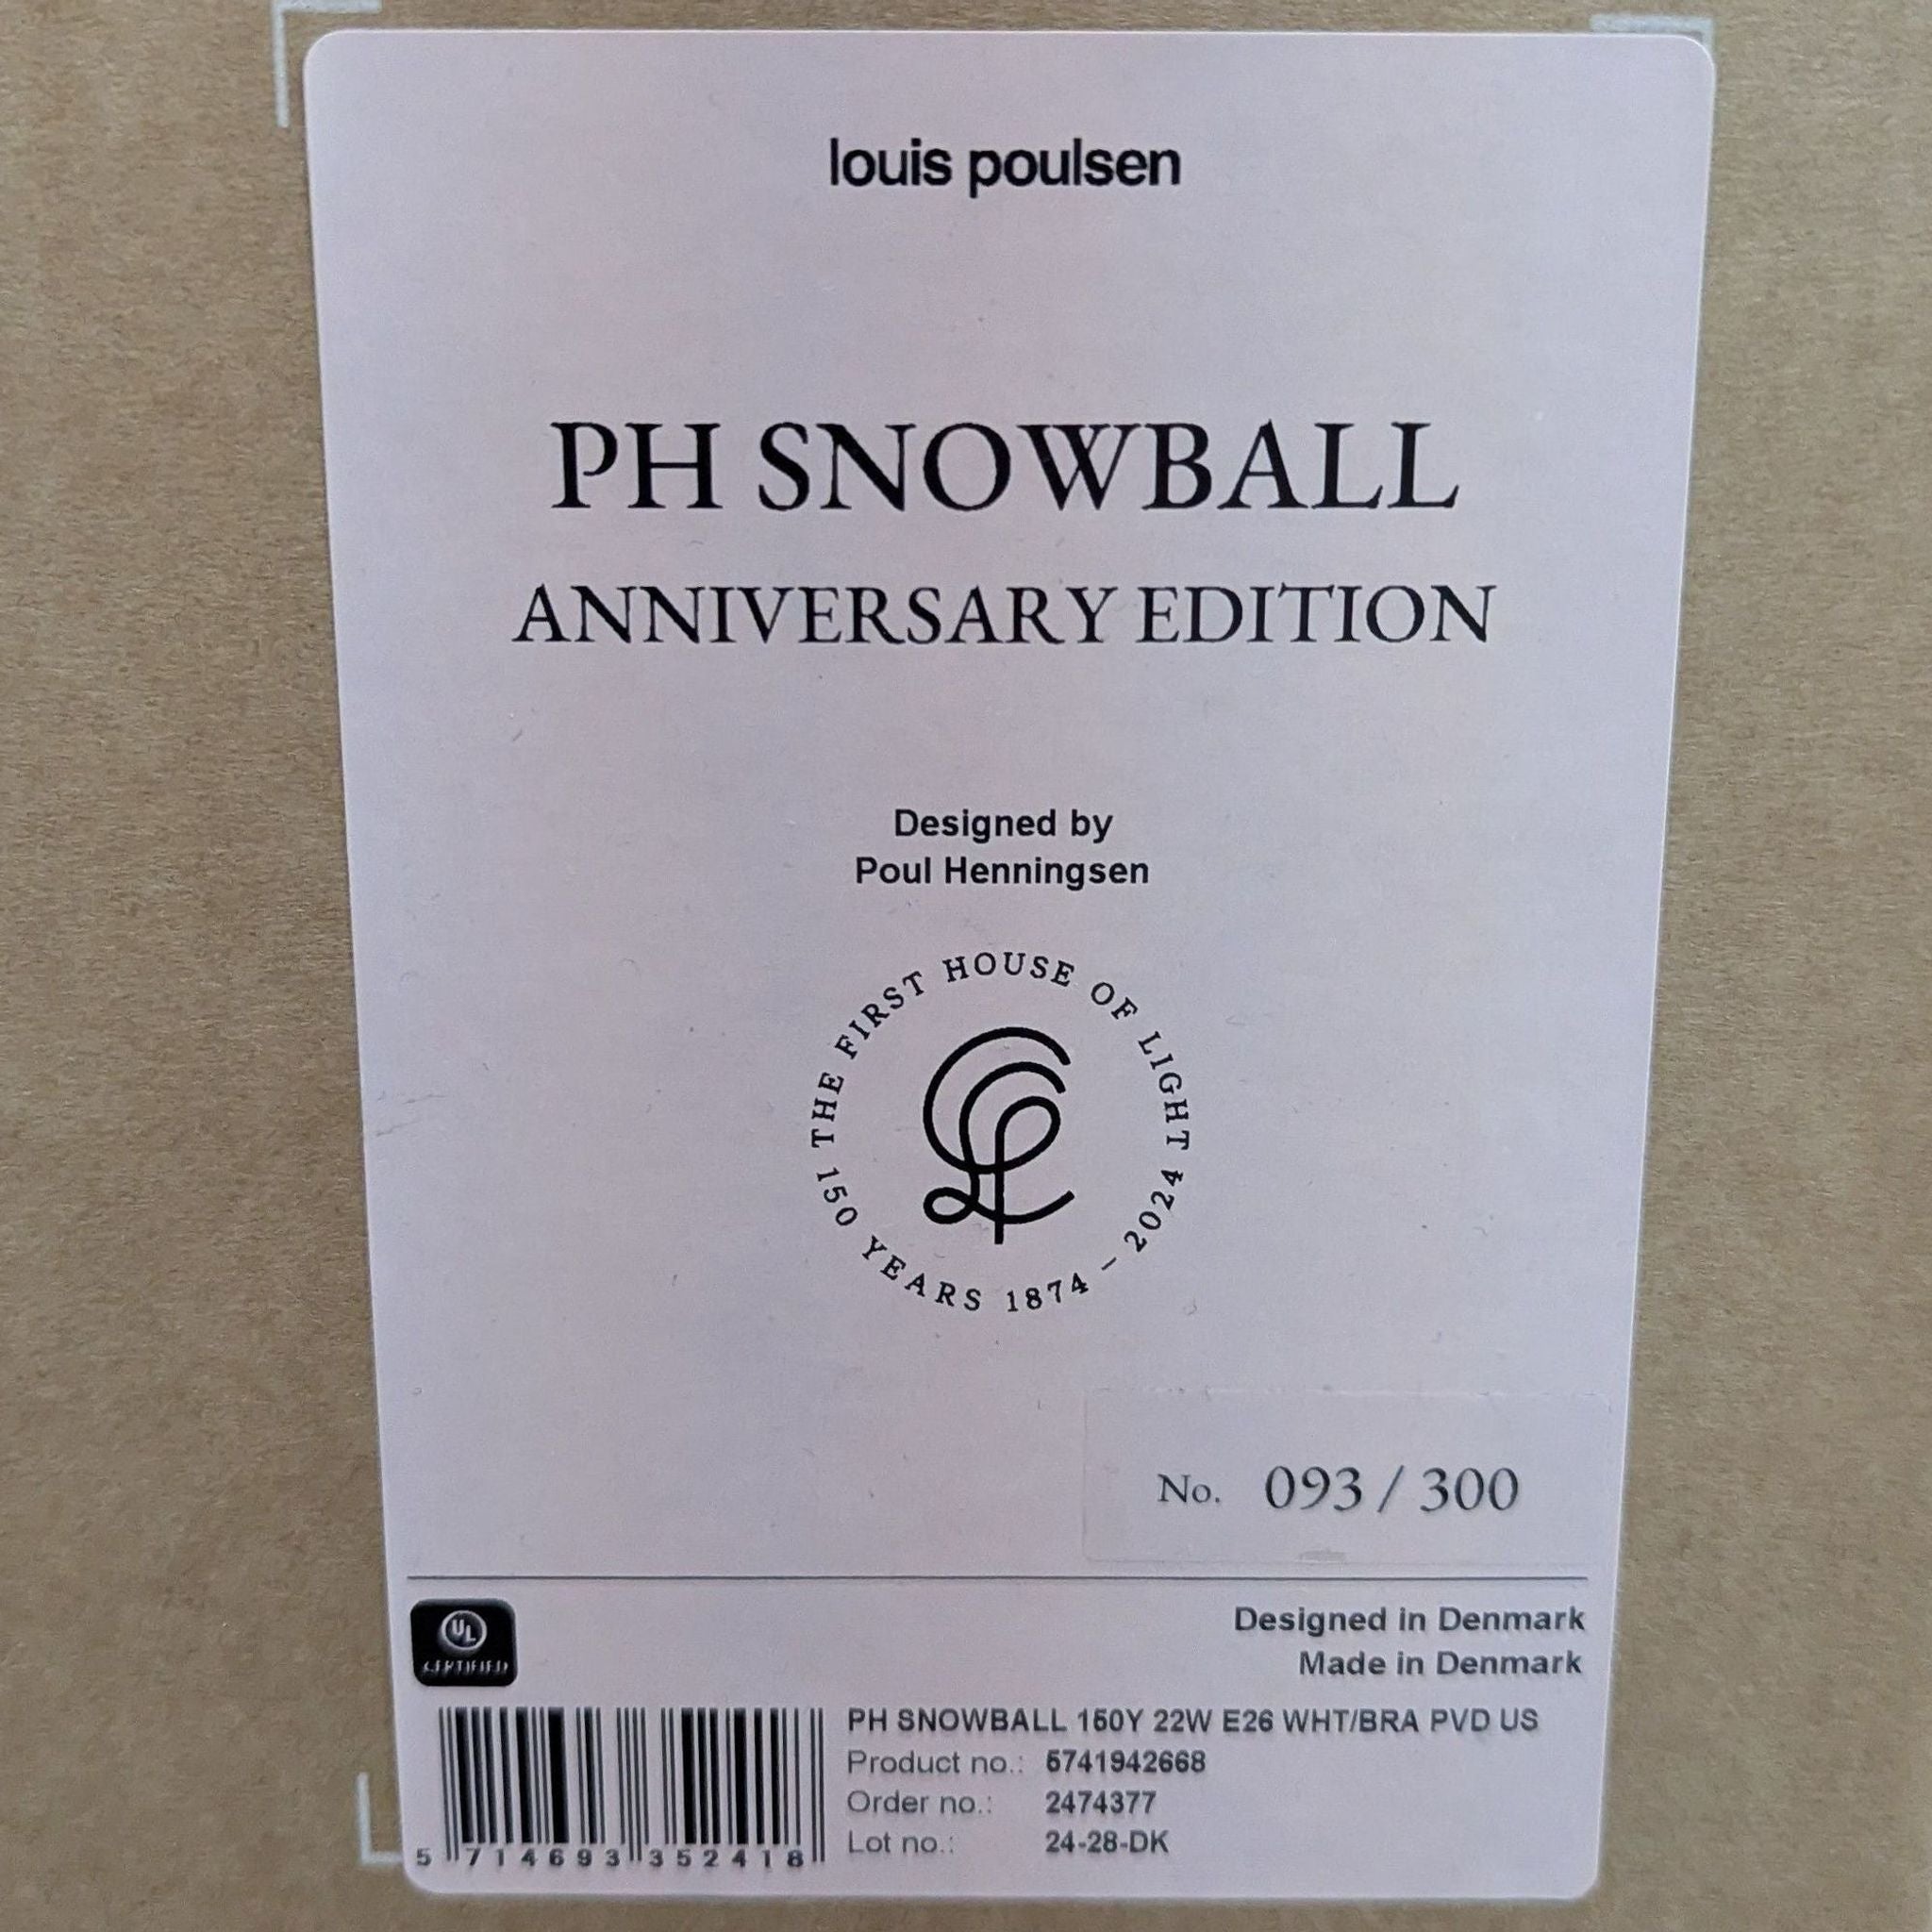 louis poulsen
PH SNOWBALL
ANNIVERSARY EDITION
Designed by
Poul Henningsen
THE FIRST HOUSE OF LIGHT
150 YEARS 1874 – 2024
No. 093 / 300
UL
CERTIFIED
Designed in Denmark
Made in Denmark
PH SNOWBALL 150Y 22W E26 WHT/BRA PVD US
Product no.: 5741942668
Order no.: 2474377
Lot no.: 24-28-DK
5 714693 352418